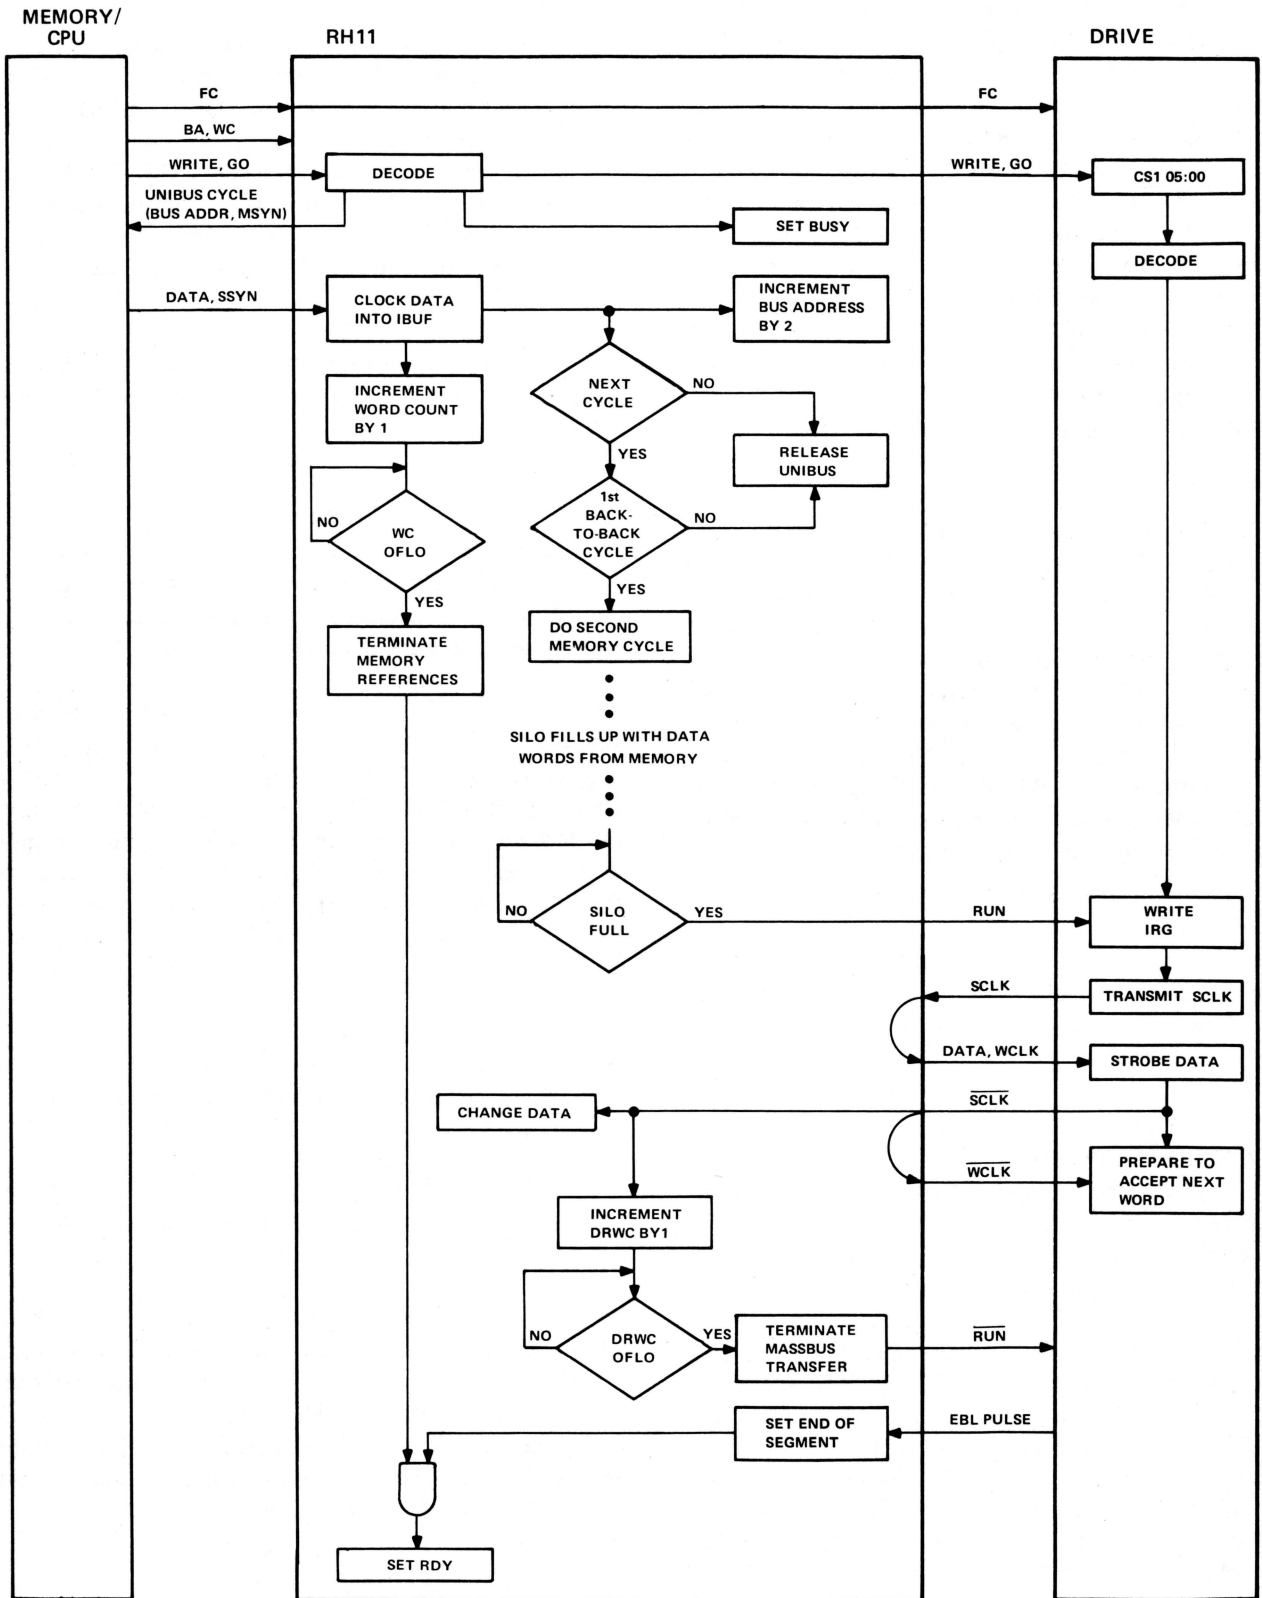 MEMORY/
CPU
RH11
DRIVE
FC
FC
BA, WC
WRITE, GO
DECODE
WRITE, GO
CS1 05:00
UNIBUS CYCLE
(BUS ADDR, MSYN)
SET BUSY
DECODE
DATA, SSYN
CLOCK DATA
INTO IBUF
INCREMENT
BUS ADDRESS
BY 2
INCREMENT
WORD COUNT
BY 1
NEXT
CYCLE
NO
YES
RELEASE
UNIBUS
1st
BACK-
TO-BACK
CYCLE
NO
YES
NO
WC
OFLO
YES
TERMINATE
MEMORY
REFERENCES
DO SECOND
MEMORY CYCLE
SILO FILLS UP WITH DATA
WORDS FROM MEMORY
NO
SILO
FULL
YES
RUN
WRITE
IRG
SCLK
TRANSMIT SCLK
DATA, WCLK
STROBE DATA
CHANGE DATA
SCLK
WCLK
PREPARE TO
ACCEPT NEXT
WORD
INCREMENT
DRWC BY1
NO
DRWC
OFLO
YES
TERMINATE
MASSBUS
TRANSFER
RUN
SET END OF
SEGMENT
EBL PULSE
SET RDY